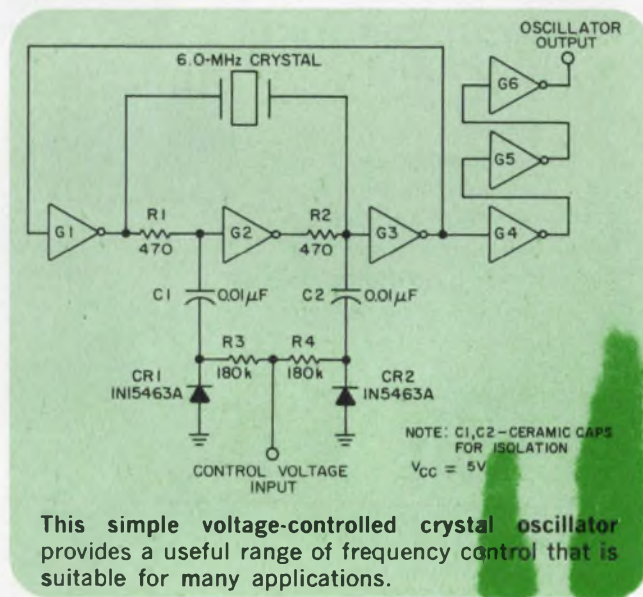 OSCILLATOR
OUTPUT
6.0-MHz CRYSTAL
G6
G5
G1
R1
470
G2
R2
470
G3
G4
C1
0.01μF
C2
0.01μF
R3
180k
R4
180k
CR1
IN15463A
CR2
IN5463A
CONTROL VOLTAGE
INPUT
NOTE: C1,C2-CERAMIC CAPS
FOR ISOLATION
VCC = 5V
This simple voltage-controlled crystal oscillator
provides a useful range of frequency control that is
suitable for many applications.